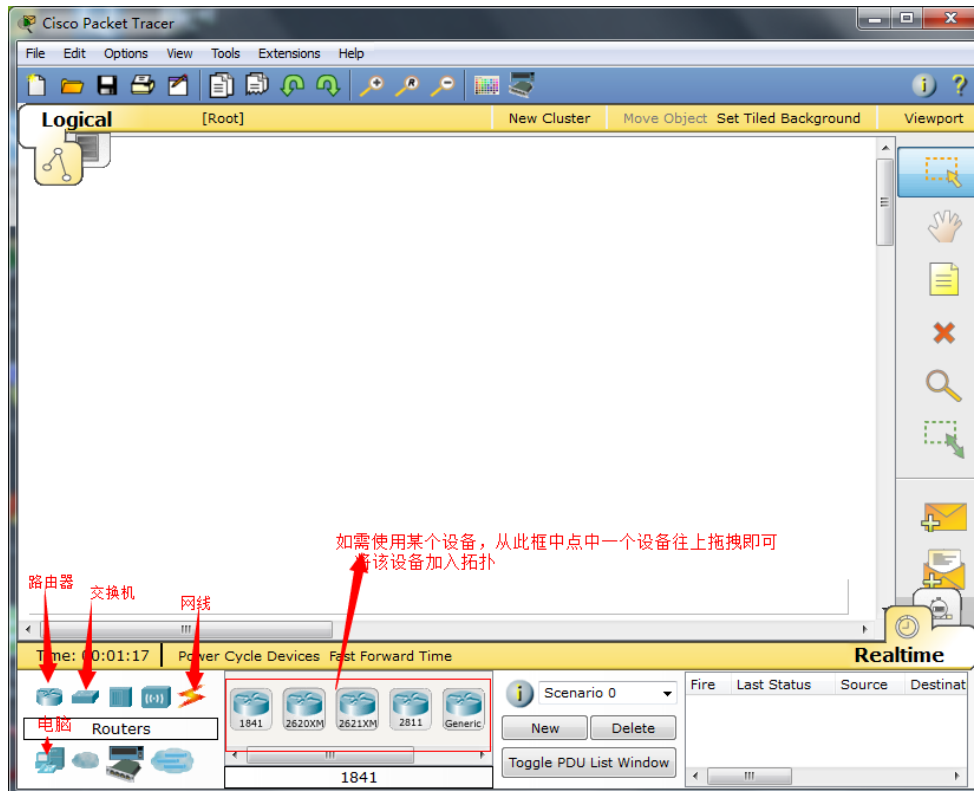 Cisco Packet Tracer
File Edit Options View Tools Extensions Help
Logical [Root] New Cluster Move Object Set Tiled Background Viewport
如需使用某个设备，从此框中点中一个设备往上拖拽即可
将该设备加入拓扑
路由器
交换机
网线
Time: 00:01:17 Power Cycle Devices Fast Forward Time Realtime
电脑
Routers
1841 2620XM 2621XM 2811 Generic
1841
Scenario 0
New Delete
Toggle PDU List Window
Fire Last Status Source Destinat